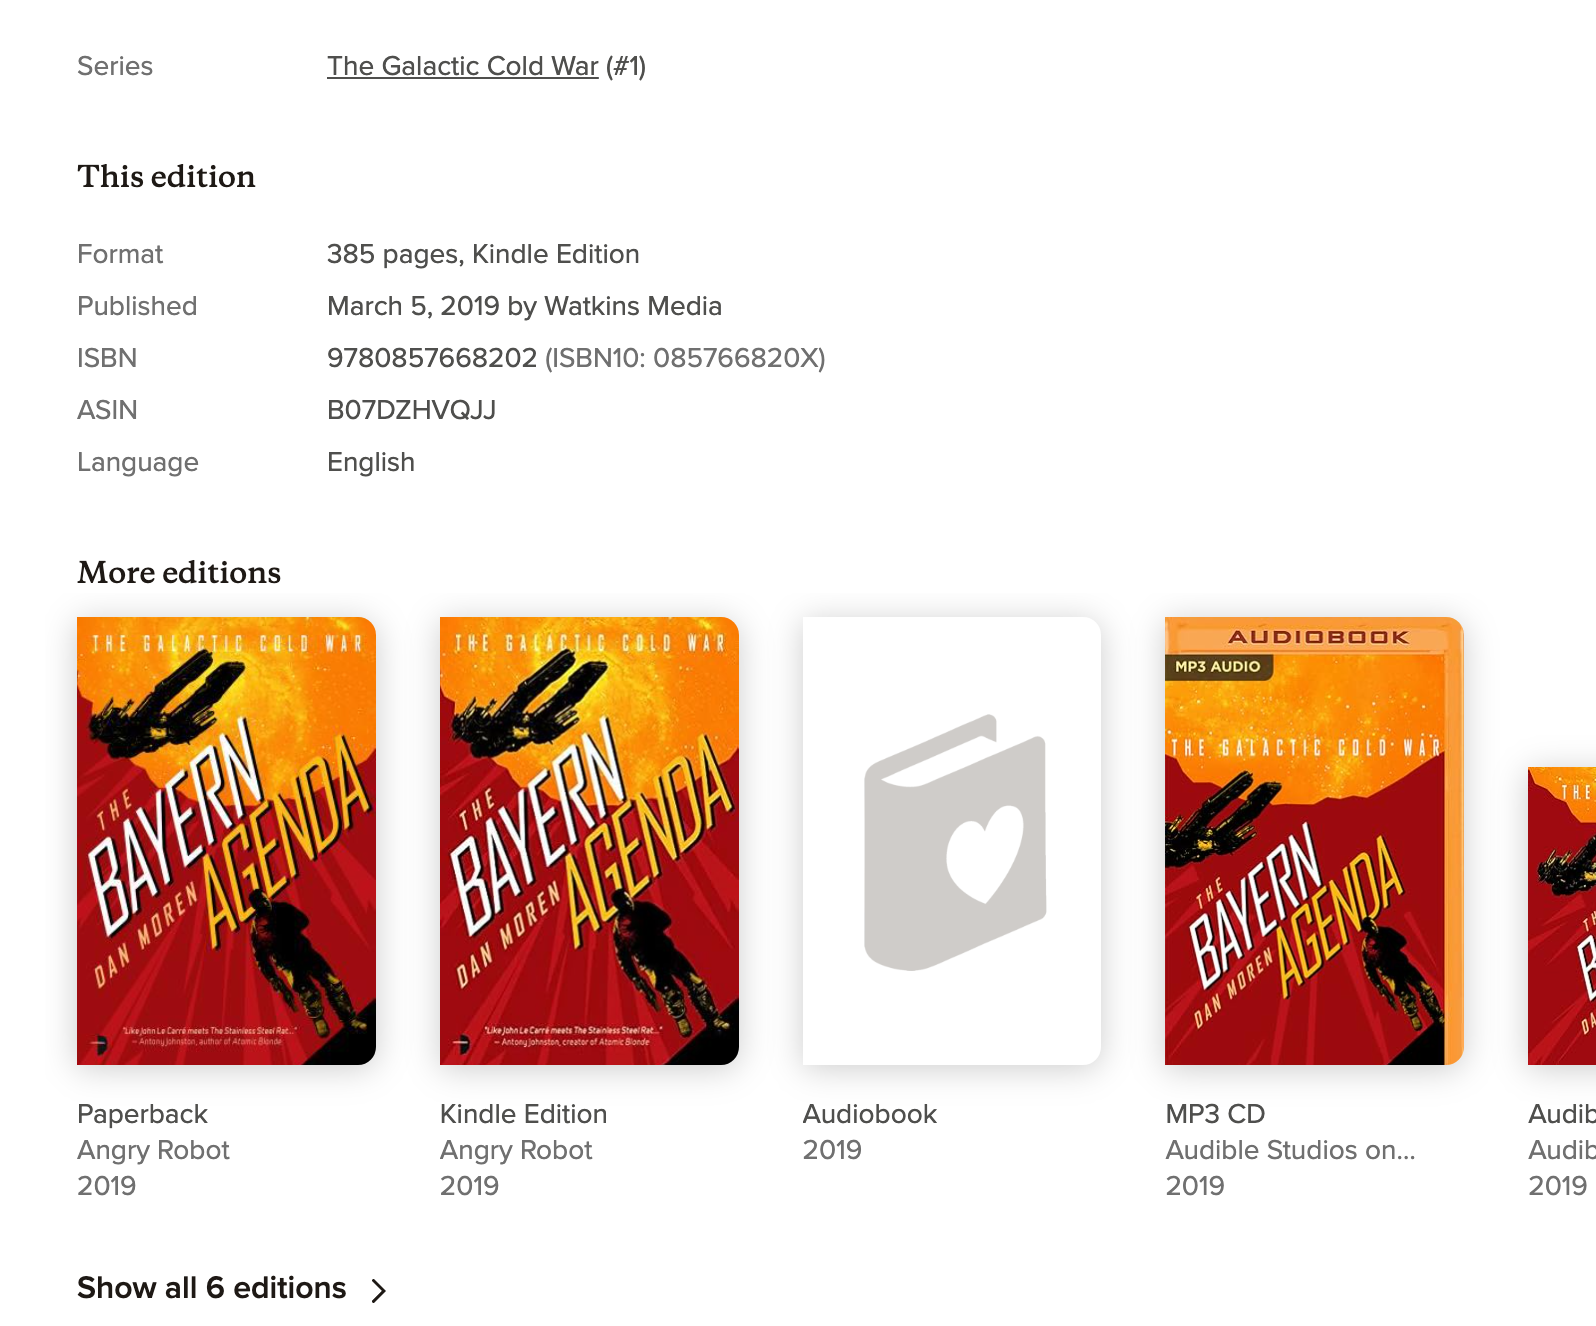 Series The Galactic Cold War (#1)
This edition
Format 385 pages, Kindle Edition
Published March 5, 2019 by Watkins Media
ISBN 9780857668202 (ISBN10: 085766820X)
ASIN B07DZHVQJJ
Language English
More editions
THE GALACTIC COLD WAR
THE
BAYERN
AGENDA
DAN MOREN
"Like John Le Carré meets The Stainless Steel Rat..."
– Antony Johnston, author of Atomic Blonde
Paperback
Angry Robot
2019
THE GALACTIC COLD WAR
THE
BAYERN
AGENDA
DAN MOREN
"Like John Le Carré meets The Stainless Steel Rat..."
– Antony Johnston, creator of Atomic Blonde
Kindle Edition
Angry Robot
2019
Audiobook
2019
AUDIOBOOK
MP3 AUDIO
THE GALACTIC COLD WAR
THE
BAYERN
AGENDA
DAN MOREN
MP3 CD
Audible Studios on...
2019
THE
Audib
Audib
2019
Show all 6 editions